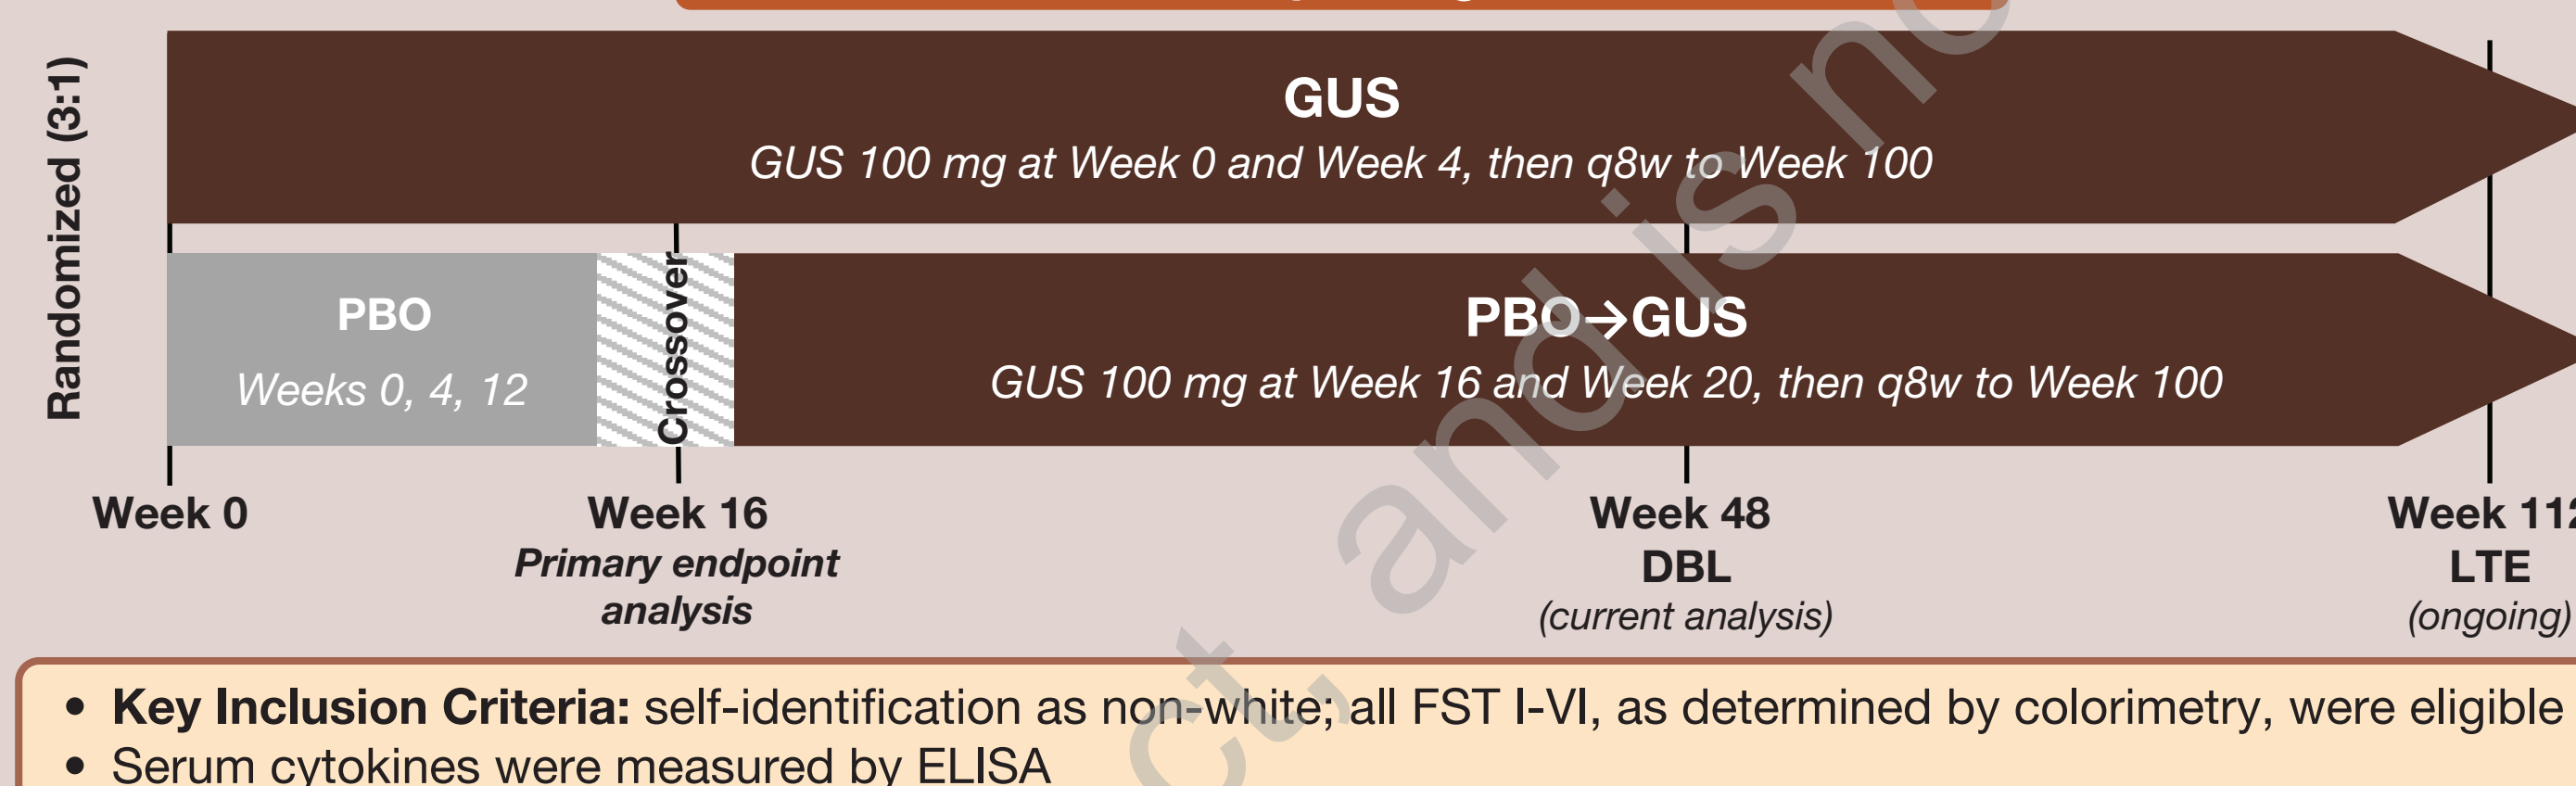 Randomized (3:1)
GUS
GUS 100 mg at Week 0 and Week 4, then q8w to Week 100
PBO
Weeks 0, 4, 12
Crossover
PBO→GUS
GUS 100 mg at Week 16 and Week 20, then q8w to Week 100
Week 0
Week 16
Primary endpoint
analysis
Week 48
DBL
(current analysis)
Week 112
LTE
(ongoing)
• Key Inclusion Criteria: self-identification as non-white; all FST I-VI, as determined by colorimetry, were eligible
• Serum cytokines were measured by ELISA
and is